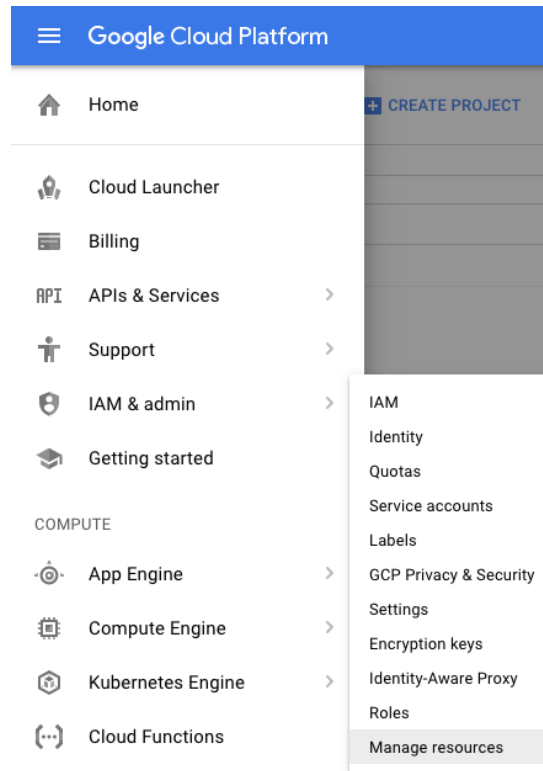 Google Cloud Platform
Home
CREATE PROJECT
Cloud Launcher
Billing
API APIs & Services
Support
IAM & admin
Getting started
COMPUTE
App Engine
Compute Engine
Kubernetes Engine
Cloud Functions
IAM
Identity
Quotas
Service accounts
Labels
GCP Privacy & Security
Settings
Encryption keys
Identity-Aware Proxy
Roles
Manage resources